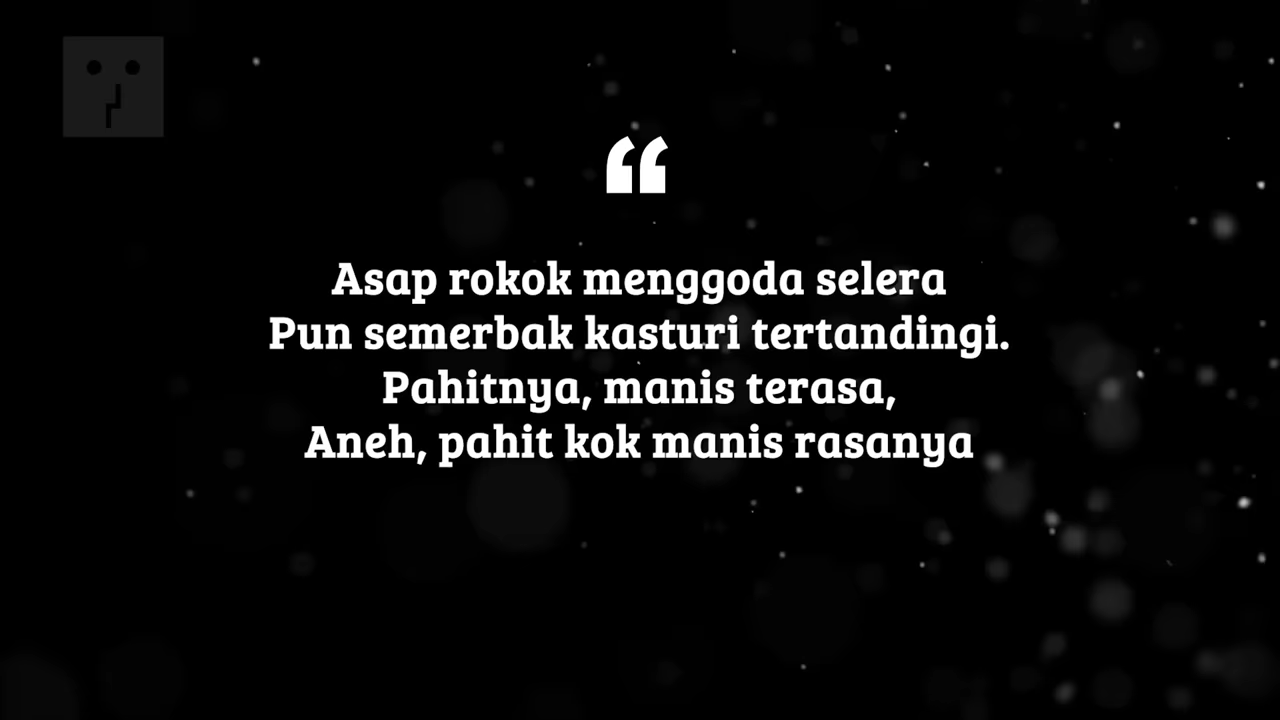 “
Asap rokok menggoda selera
Pun semerbak kasturi tertandingi.
Pahitnya, manis terasa,
Aneh, pahit kok manis rasanya